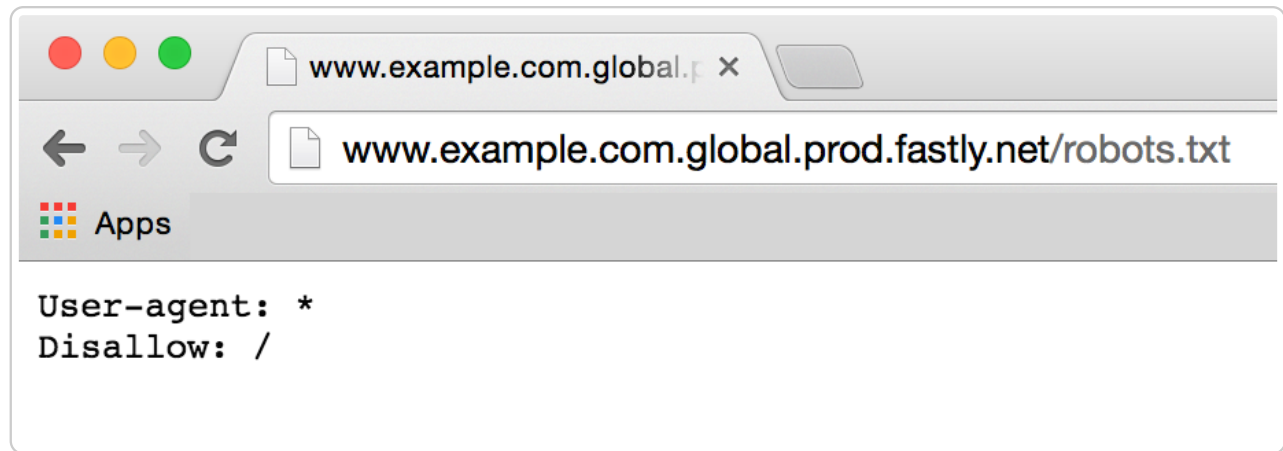 www.example.com.global.p
www.example.com.global.prod.fastly.net/robots.txt
Apps
User-agent: *
Disallow: /